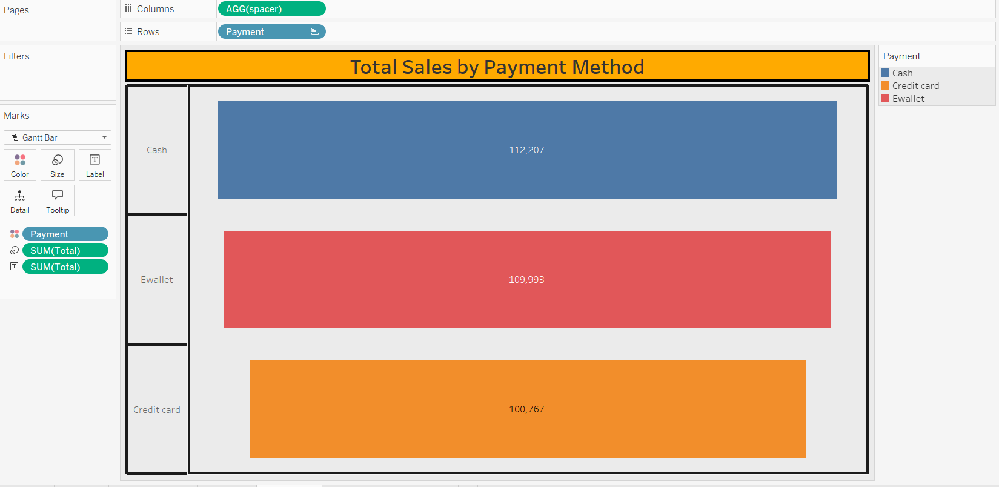 Pages
Columns
AGG(spacer)
Rows
Payment
Filters
Marks
Gantt Bar
Color
Size
Label
Detail
Tooltip
Payment
SUM(Total)
SUM(Total)
Total Sales by Payment Method
Cash
112,207
Ewallet
109,993
Credit card
100,767
Payment
Cash
Credit card
Ewallet